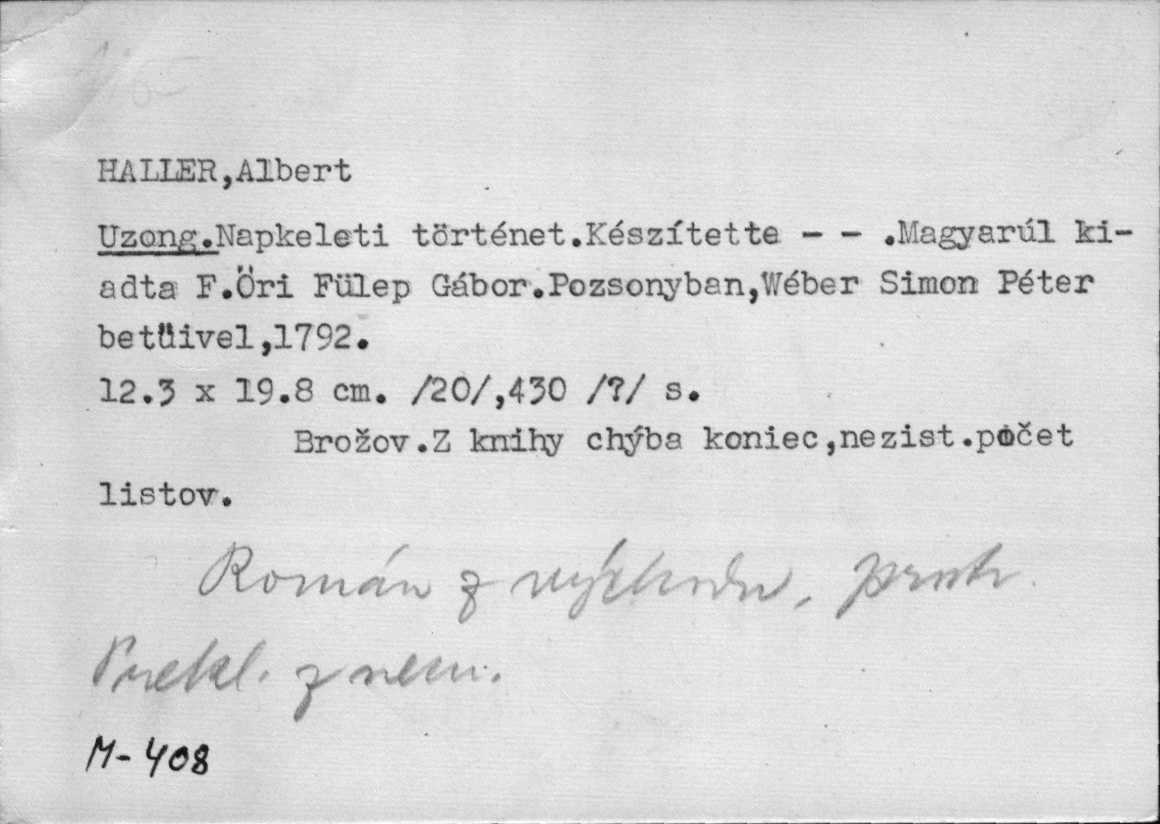 HALLER,Albert
Uzong.Napkeleti történet.Készítette - - .Magyarúl ki-
adta F.Őri Fülep Gábor.Pozsonyban,Wéber Simon Péter
betűivel,1792.
12.3 x 19.8 cm. /20/,430 /?/ s.
Brožov.Z knihy chýba koniec,nezist.počet
listov.
Román z východu,
Prekl. z nem.
M-408